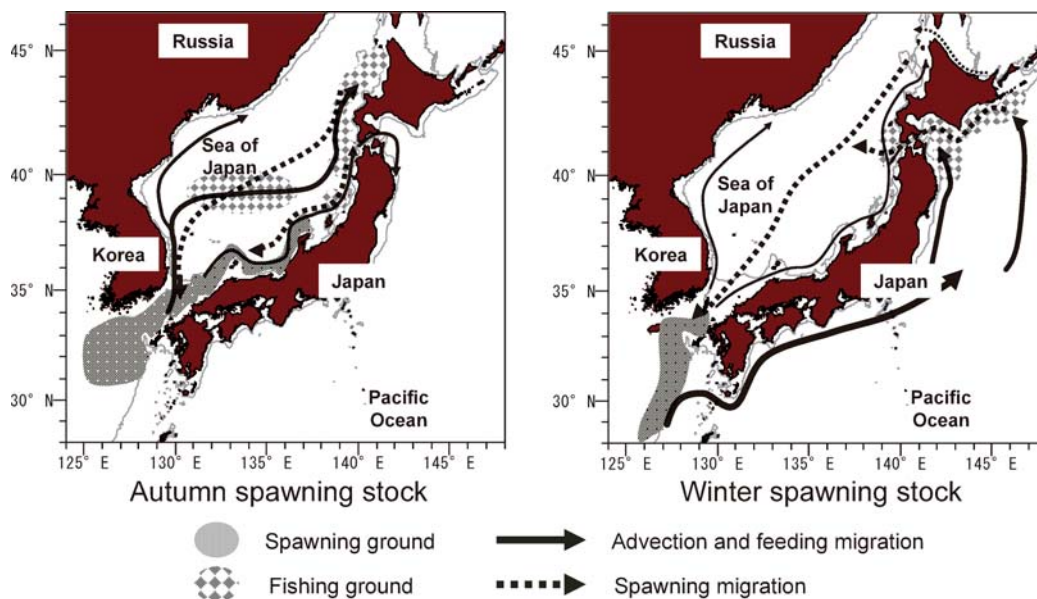 45° N
40° N
35° N
30° N
Russia
Sea of
Japan
Korea
Japan
Pacific
Ocean
125° E
130° E
135° E
140° E
145° E
Autumn spawning stock
45° N
40° N
35° N
30° N
Russia
Sea of
Japan
Korea
Japan
Pacific
Ocean
125° E
130° E
135° E
140° E
145° E
Winter spawning stock
Spawning ground
Advection and feeding migration
Fishing ground
Spawning migration